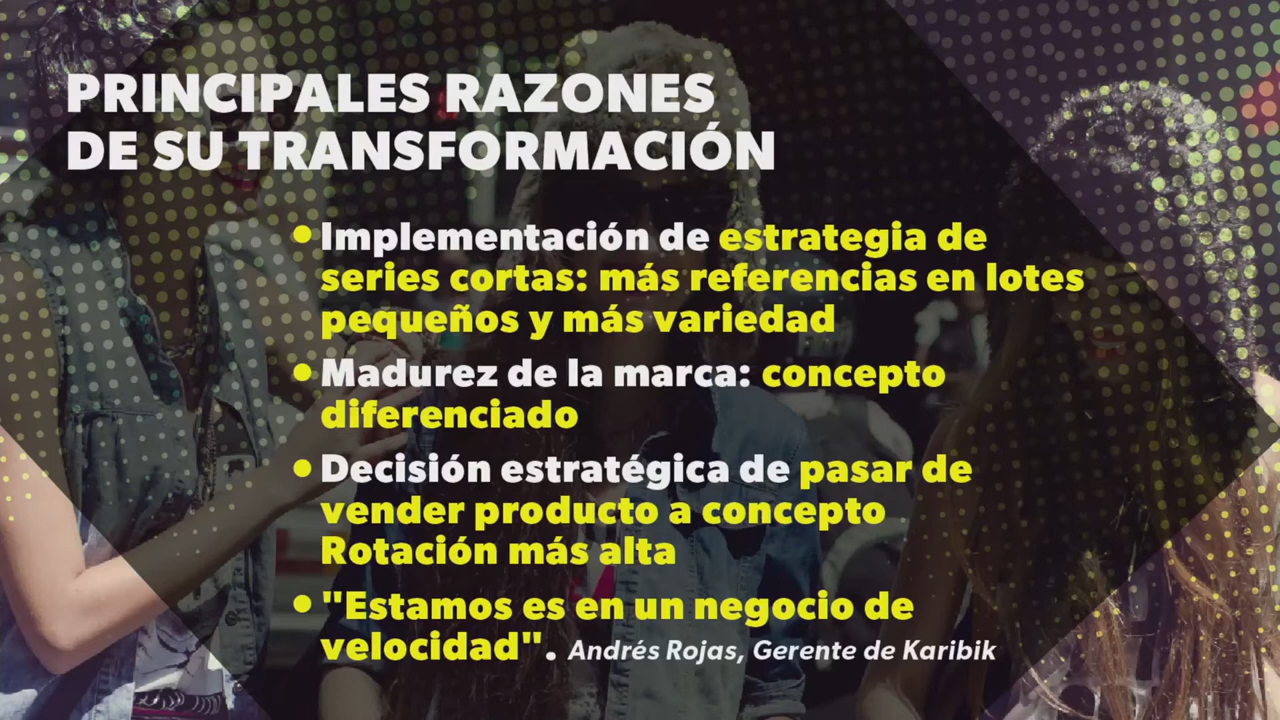 PRINCIPALES RAZONES
DE SU TRANSFORMACIÓN
• Implementación de estrategia de
series cortas: más referencias en lotes
pequeños y más variedad
• Madurez de la marca: concepto
diferenciado
• Decisión estratégica de pasar de
vender producto a concepto
Rotación más alta
• "Estamos es en un negocio de
velocidad". Andrés Rojas, Gerente de Karibik